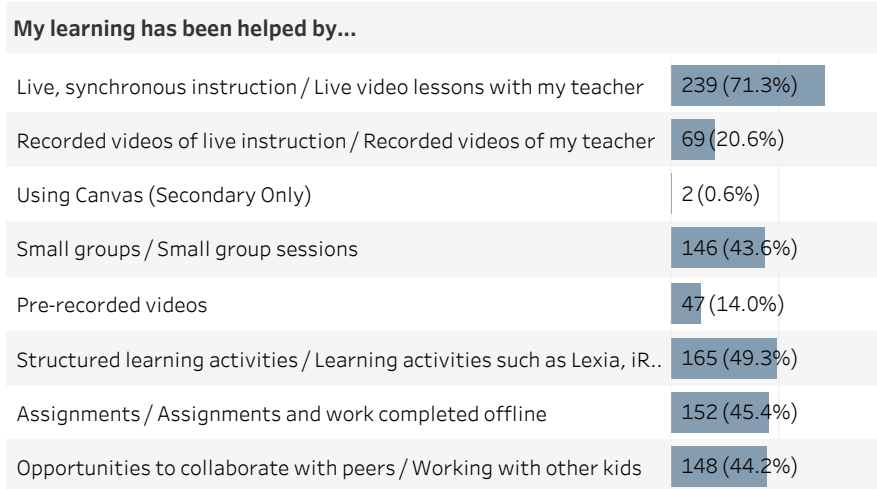 My learning has been helped by...
Live, synchronous instruction / Live video lessons with my teacher 239 (71.3%)
Recorded videos of live instruction / Recorded videos of my teacher 69 (20.6%)
Using Canvas (Secondary Only) 2 (0.6%)
Small groups / Small group sessions 146 (43.6%)
Pre-recorded videos 47 (14.0%)
Structured learning activities / Learning activities such as Lexia, iR.. 165 (49.3%)
Assignments / Assignments and work completed offline 152 (45.4%)
Opportunities to collaborate with peers / Working with other kids 148 (44.2%)